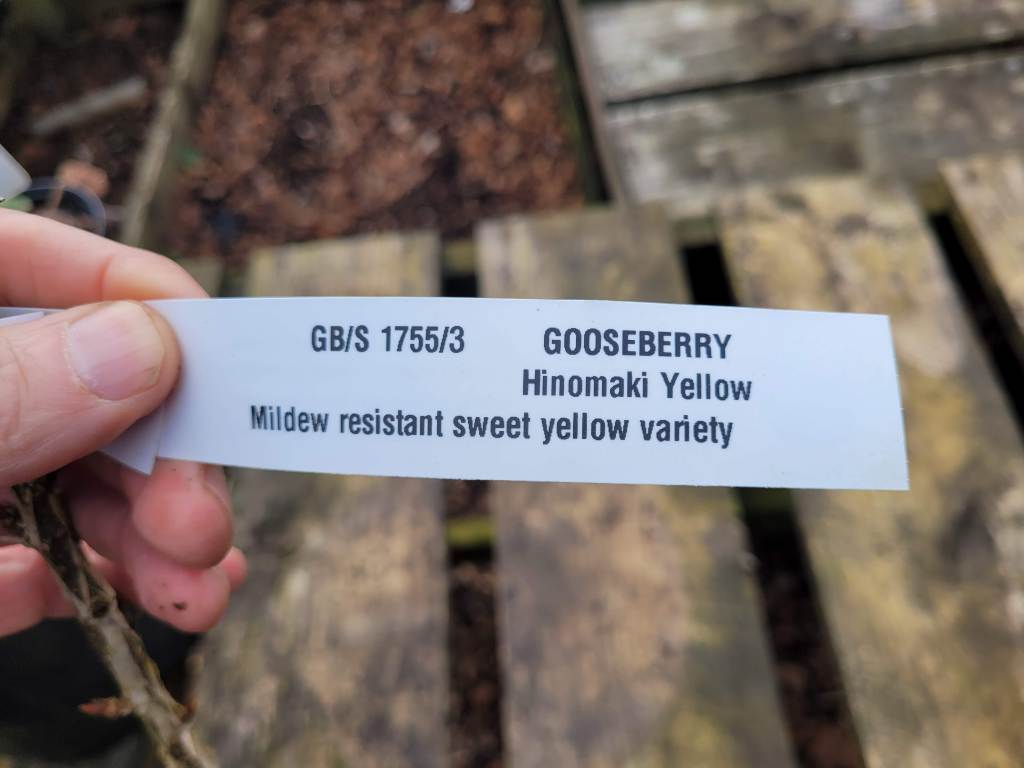 GB/S 1755/3 GOOSEBERRY
Hinomaki Yellow
Mildew resistant sweet yellow variety